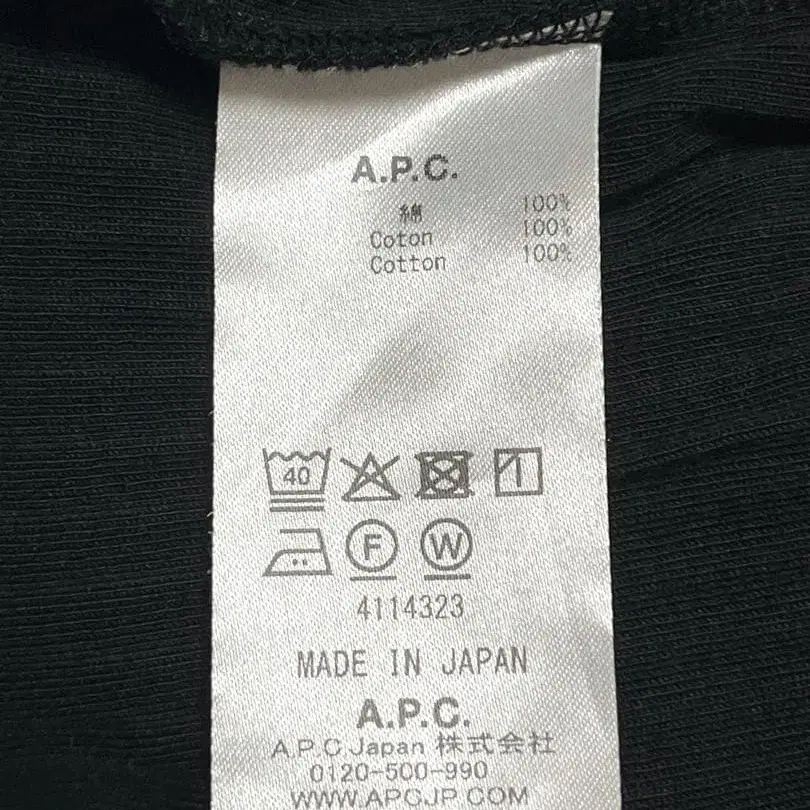 A.P.C.
綿 100%
Coton 100%
Cotton 100%
40
F W
4114323
MADE IN JAPAN
A.P.C.
A.P.C.Japan 株式会社
0120-500-990
WWW.APCJP.COM